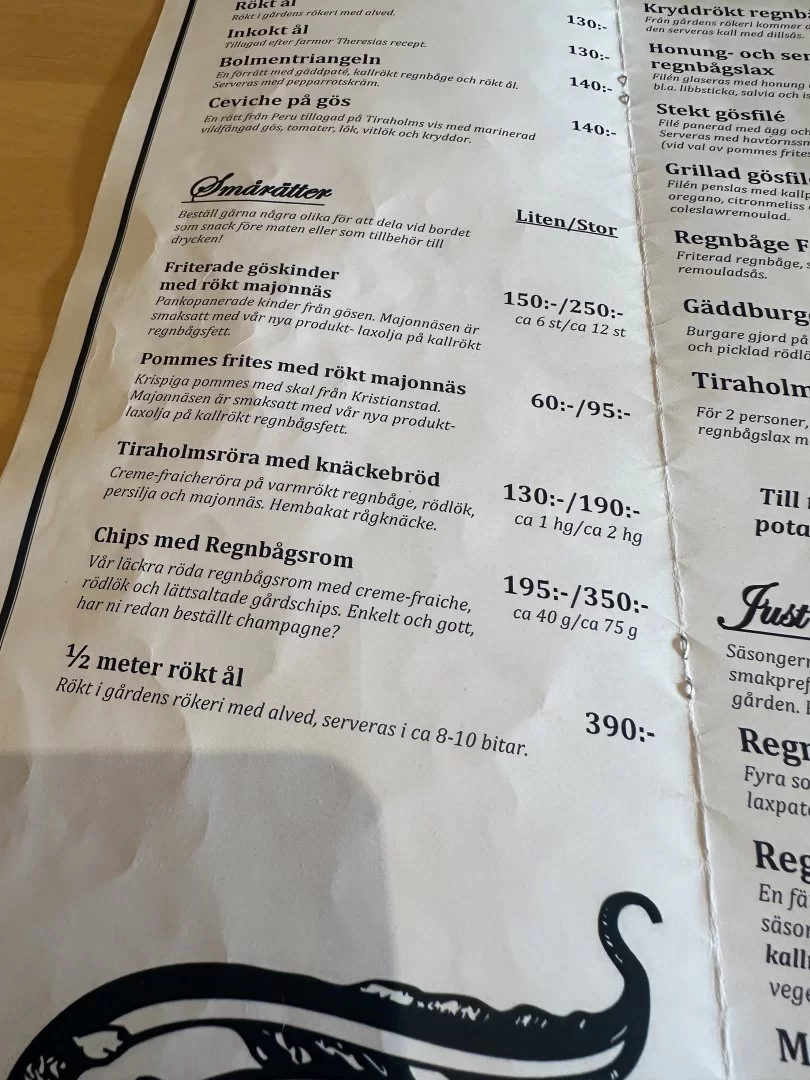 Rökt ål
Rökt i gårdens rökeri med alved.
130:-
Inkokt ål
Tillagad efter farmor Theresias recept.
130:-
Bolmentriangeln
En förrätt med gäddpaté, kallrökt regnbåge och rökt ål.
Serveras med pepparrotskräm.
140:-
Ceviche på gös
En rätt från Peru tillagad på Tiraholms vis med marinerad
vildfångad gös, tomater, lök, vitlök och kryddor.
140:-
Smårätter
Beställ gärna några olika för att dela vid bordet
som snack före maten eller som tillbehör till
drycken!
Liten/Stor
Friterade göskinder
med rökt majonnäs
Pankopanerade kinder från gösen. Majonnäsen är
smaksatt med vår nya produkt- laxolja på kallrökt
regnbågsfett.
150:-/250:-
ca 6 st/ca 12 st
Pommes frites med rökt majonnäs
Krispiga pommes med skal från Kristianstad.
Majonnäsen är smaksatt med vår nya produkt-
laxolja på kallrökt regnbågsfett.
60:-/95:-
Tiraholmsröra med knäckebröd
Creme-fraicheröra på varmrökt regnbåge, rödlök,
persilja och majonnäs. Hembakat rågknäcke.
130:-/190:-
ca 1 hg/ca 2 hg
Chips med Regnbågsrom
Vår läckra röda regnbågsrom med creme-fraiche,
rödlök och lättsaltade gårdschips. Enkelt och gott,
har ni redan beställt champagne?
195:-/350:-
ca 40 g/ca 75 g
½ meter rökt ål
Rökt i gårdens rökeri med alved, serveras i ca 8-10 bitar.
390:-
Kryddrökt regnb
Från gårdens rökeri kommer
den serveras kall med dillsås.
Honung- och sen
regnbågslax
Filén glaseras med honung
bl.a. libbsticka, salvia och is
Stekt gösfilé
Filé panerad med ägg och
Serveras med havtornssm
(vid val av pommes frites
Grillad gösfil
Filén penslas med kallp
oregano, citronmeliss
coleslawremoulad.
Regnbåge F
Friterad regnbåge, s
remouladsås.
Gäddburg
Burgare gjord på
och picklad rödlö
Tiraholm
För 2 personer,
regnbågslax m
Till
pota
Just
Säsonger
smakpref
gården.
Regn
Fyra so
laxpat
Reg
En fä
säson
kallr
vege
M